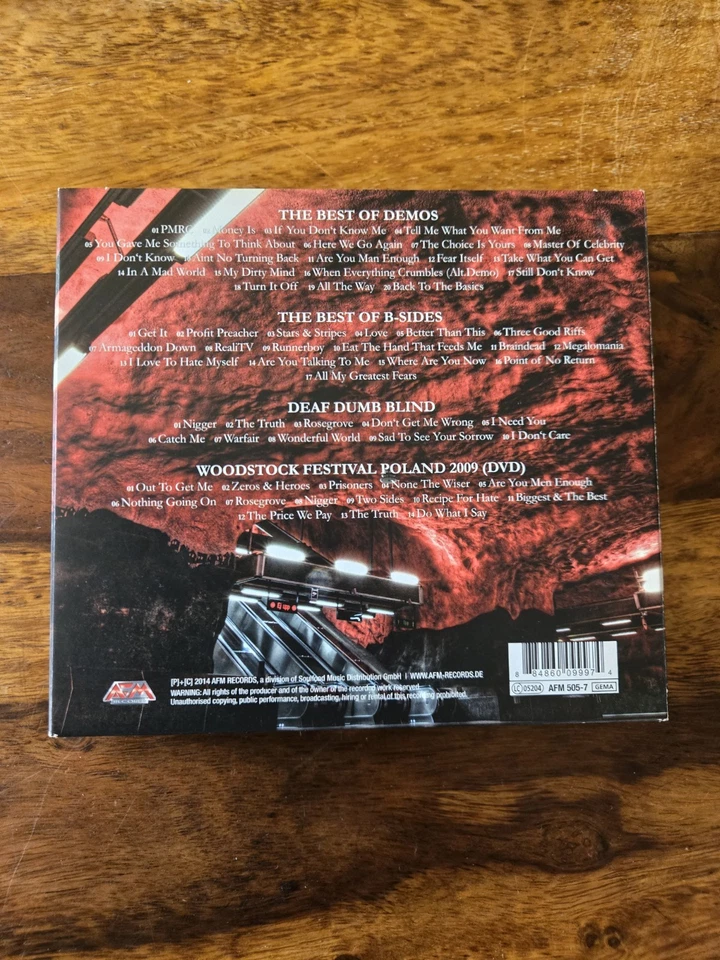 THE BEST OF DEMOS
01 PMRC 02 Money Is 03 If You Don't Know Me 04 Tell Me What You Want From Me
05 You Gave Me Something To Think About 06 Here We Go Again 07 The Choice Is Yours 08 Master Of Celebrity
09 I Don't Know 10 Aint No Turning Back 11 Are You Man Enough 12 Fear Itself 13 Take What You Can Get
14 In A Mad World 15 My Dirty Mind 16 When Everything Crumbles (Alt.Demo) 17 Still Don't Know
18 Turn It Off 19 All The Way 20 Back To The Basics
THE BEST OF B-SIDES
01 Get It 02 Profit Preacher 03 Stars & Stripes 04 Love 05 Better Than This 06 Three Good Riffs
07 Armageddon Down 08 RealiTV 09 Runnerboy 10 Eat The Hand That Feeds Me 11 Braindead 12 Megalomania
13 I Love To Hate Myself 14 Are You Talking To Me 15 Where Are You Now 16 Point of No Return
17 All My Greatest Fears
DEAF DUMB BLIND
01 Nigger 02 The Truth 03 Rosegrove 04 Don't Get Me Wrong 05 I Need You
06 Catch Me 07 Warfair 08 Wonderful World 09 Sad To See Your Sorrow 10 I Don't Care
WOODSTOCK FESTIVAL POLAND 2009 (DVD)
01 Out To Get Me 02 Zeros & Heroes 03 Prisoners 04 None The Wiser 05 Are You Men Enough
06 Nothing Going On 07 Rosegrove 08 Nigger 09 Two Sides 10 Recipe For Hate 11 Biggest & The Best
12 The Price We Pay 13 The Truth 14 Do What I Say
AFM
[P]+[C] 2014 AFM RECORDS, a division of Soulfood Music Distribution GmbH | WWW.AFM-RECORDS.DE
WARNING: All rights of the producer and of the owner of the recorded work reserved.
Unauthorised copying, public performance, broadcasting, hiring or rental of this recording prohibited.
8 84860 09997 4
LC 05204 AFM 505-7 GEMA